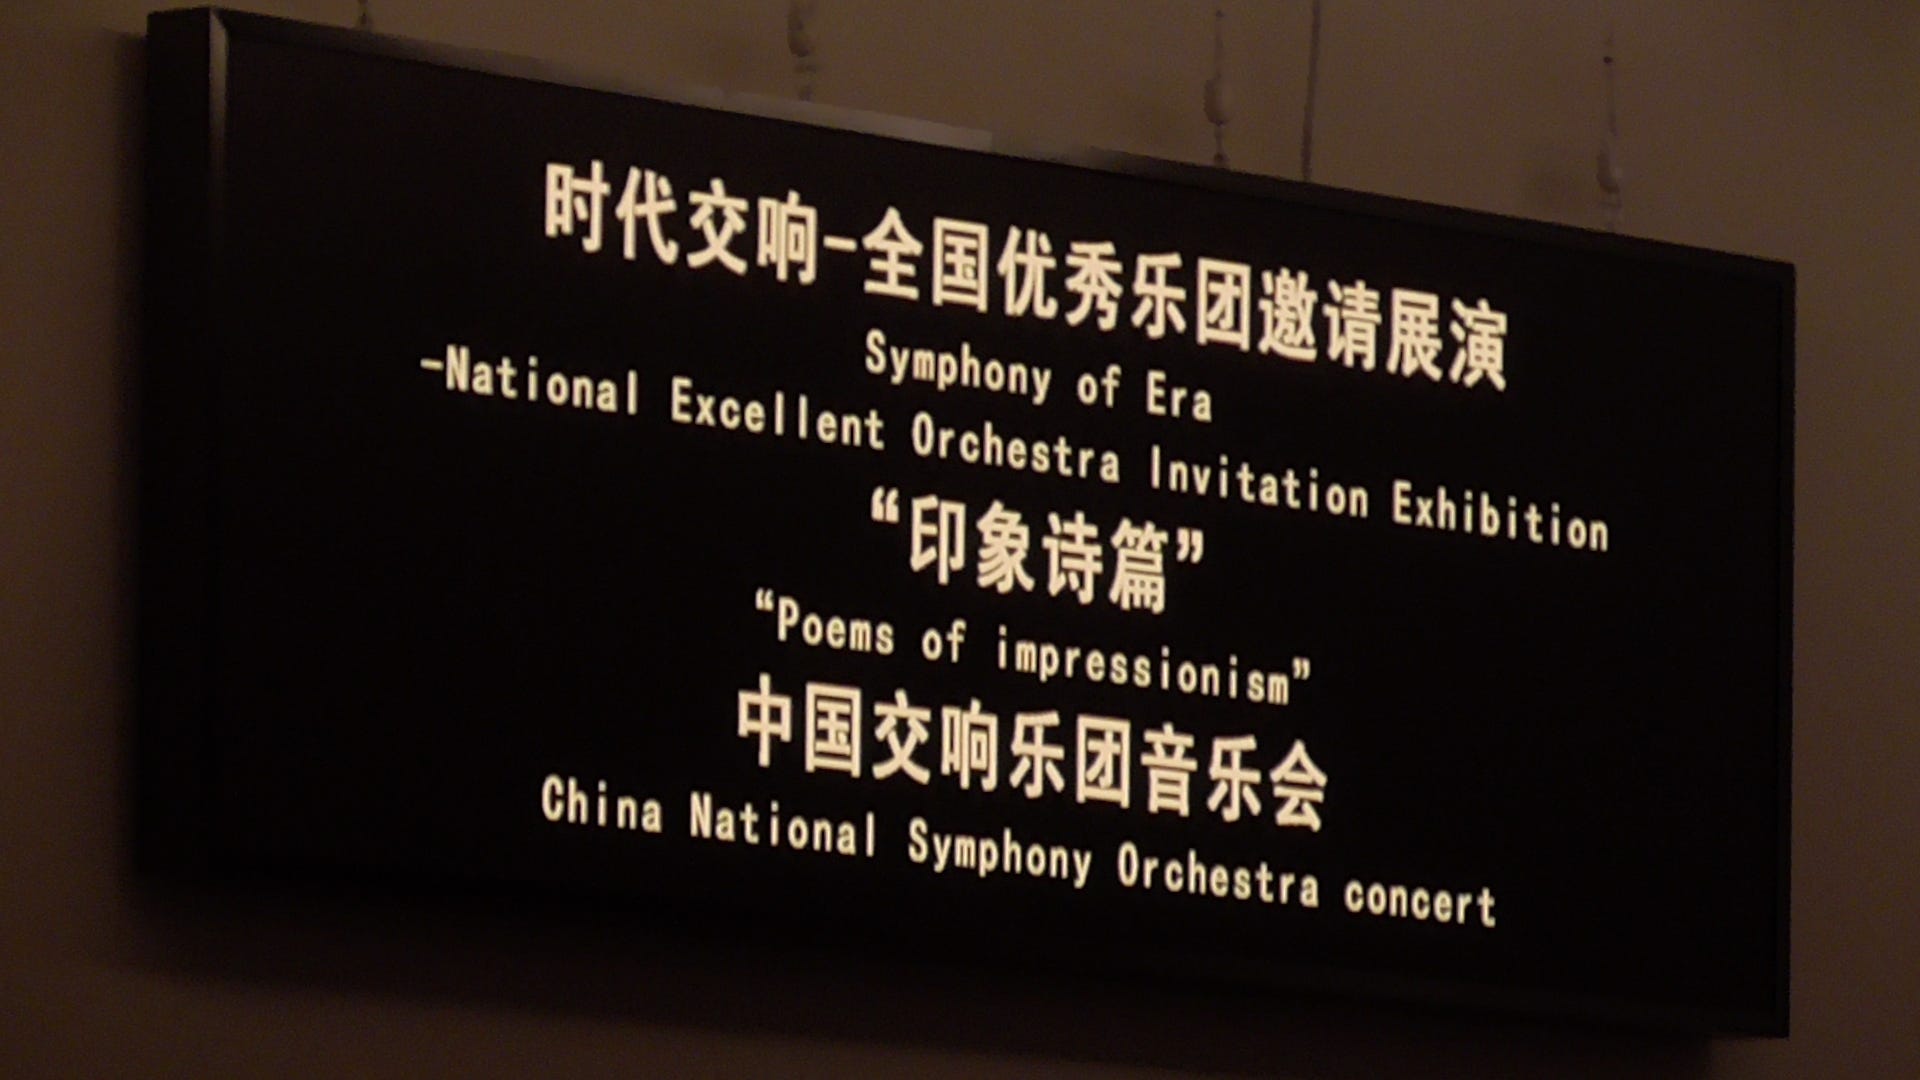 时代交响-全国优秀乐团邀请展演
Symphony of Era
-National Excellent Orchestra Invitation Exhibition
“印象诗篇”
“Poems of impressionism”
中国交响乐团音乐会
China National Symphony Orchestra concert